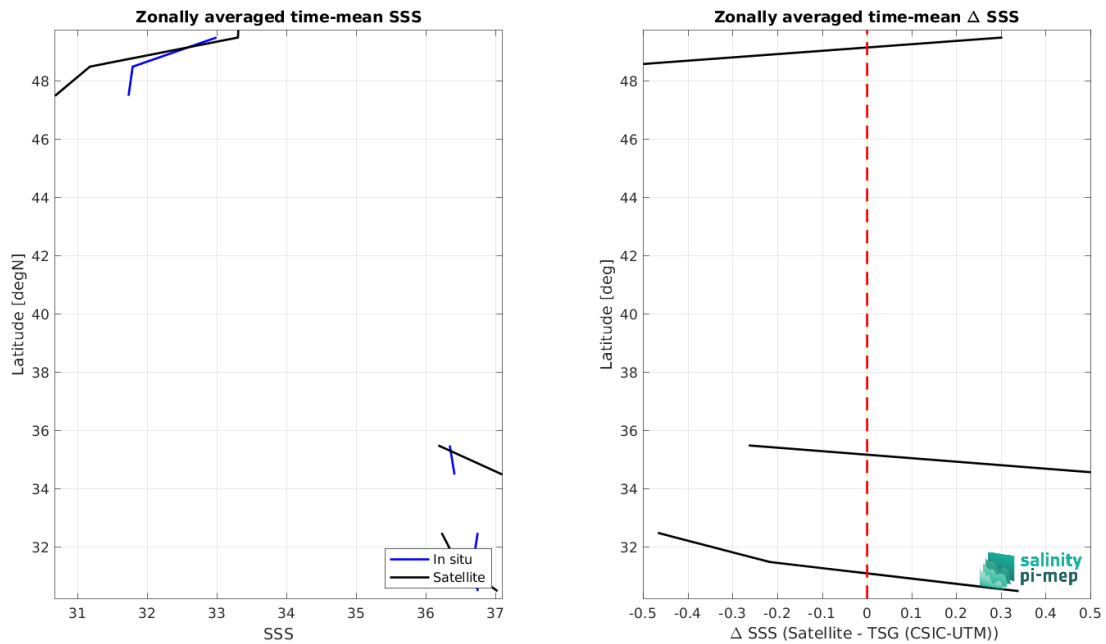 Zonally averaged time-mean SSS
48
46
44
42
40
38
36
34
32
Latitude [degN]
In situ
Satellite
31 32 33 34 35 36 37
SSS
Zonally averaged time-mean Δ SSS
48
46
44
42
40
38
36
34
32
Latitude [deg]
salinity
pi-mep
-0.5 -0.4 -0.3 -0.2 -0.1 0 0.1 0.2 0.3 0.4 0.5
Δ SSS (Satellite - TSG (CSIC-UTM))